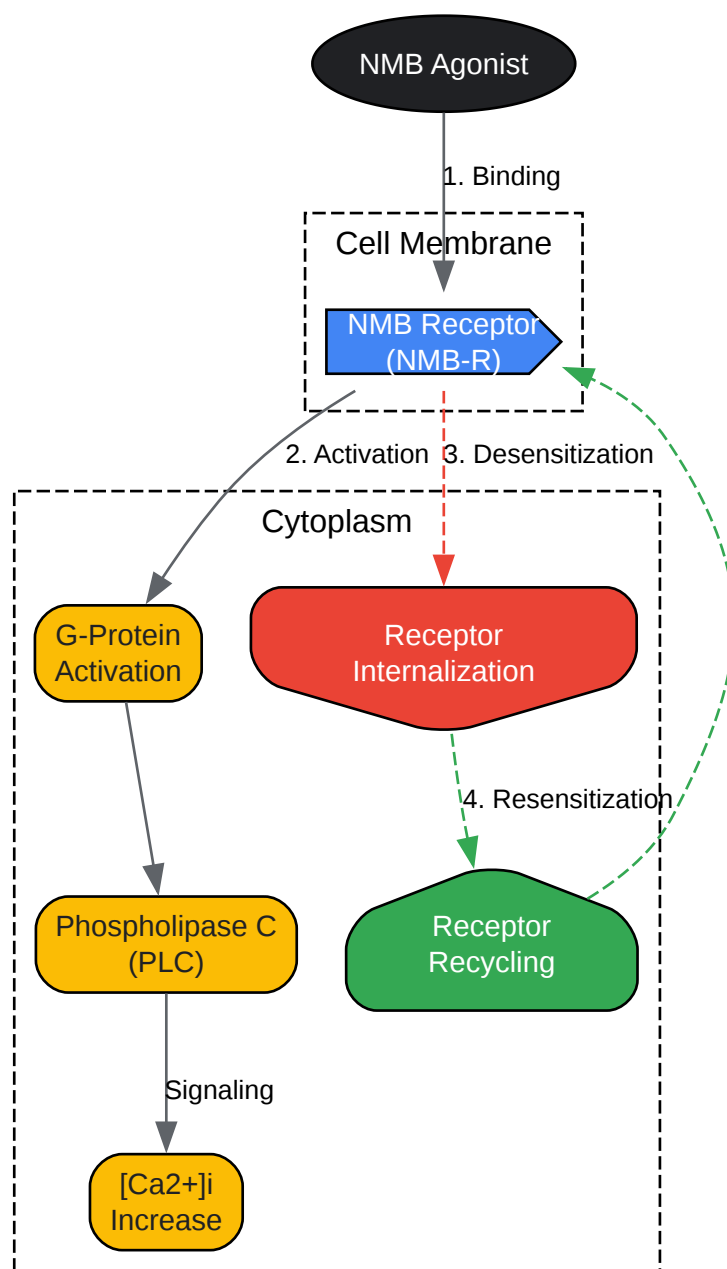 NMB Agonist
1. Binding
Cell Membrane
NMB Receptor
(NMB-R)
2. Activation
3. Desensitization
Cytoplasm
G-Protein
Activation
Receptor
Internalization
4. Resensitization
Phospholipase C
(PLC)
Receptor
Recycling
Signaling
[Ca2+]i
Increase